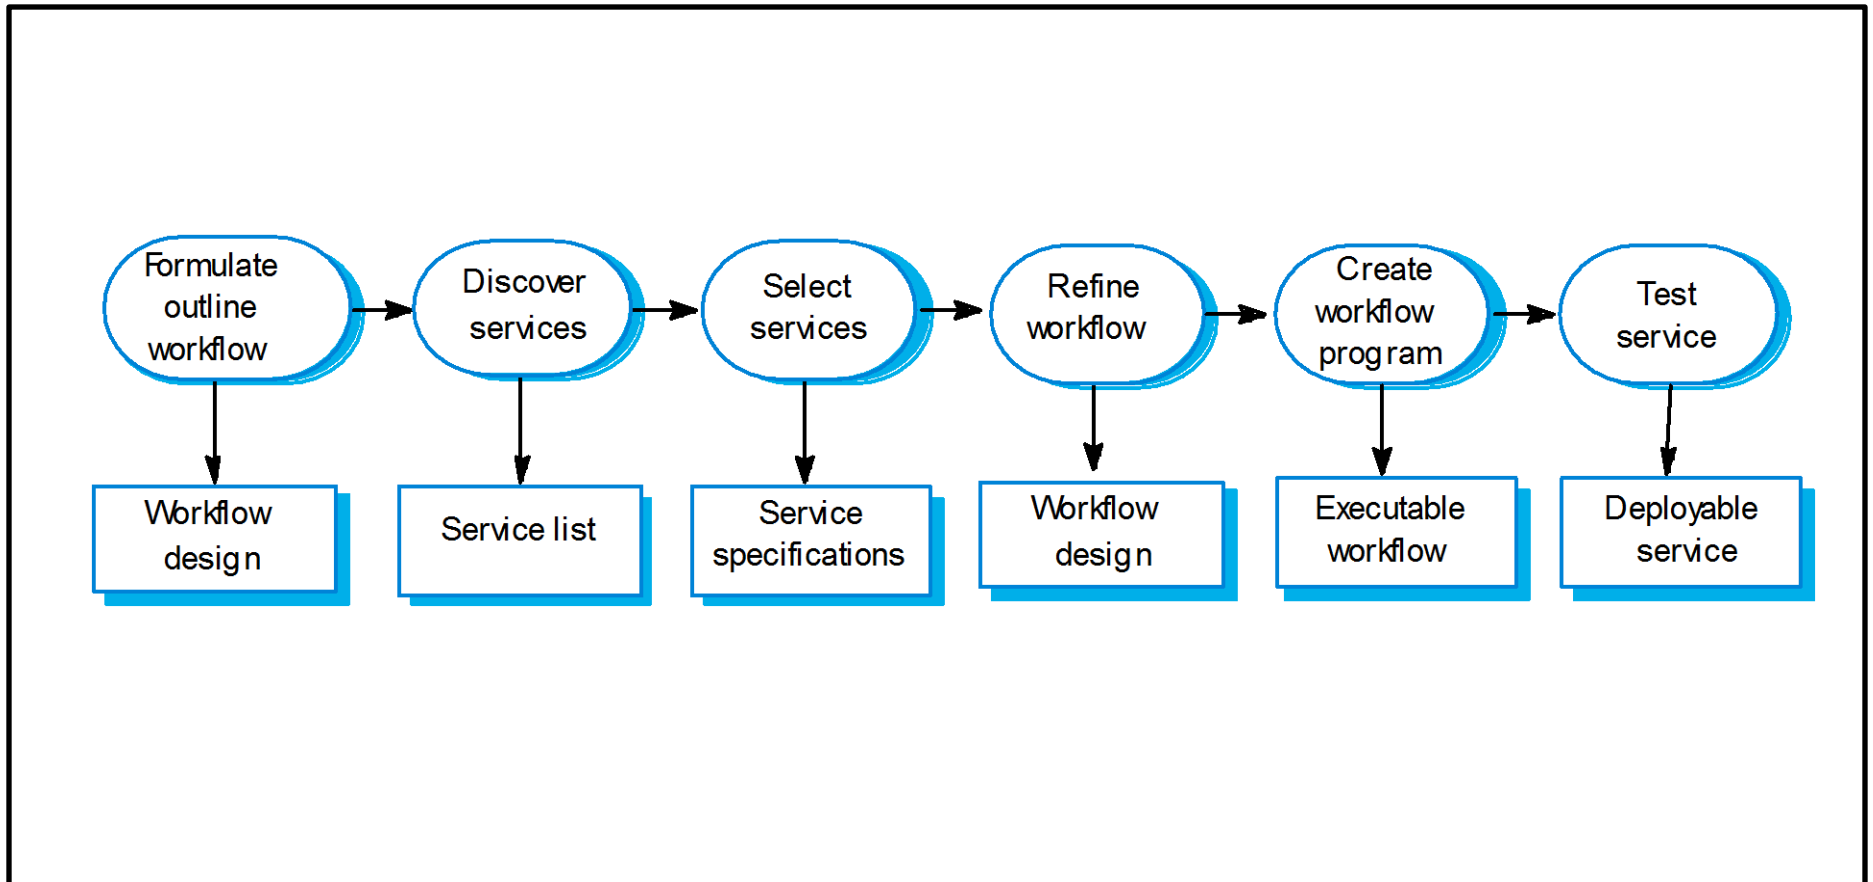 Formulate
outline
workflow
Discover
services
Select
services
Refine
workflow
Create
workflow
program
Test
service
Workflow
design
Service list
Service
specifications
Workflow
design
Executable
workflow
Deployable
service